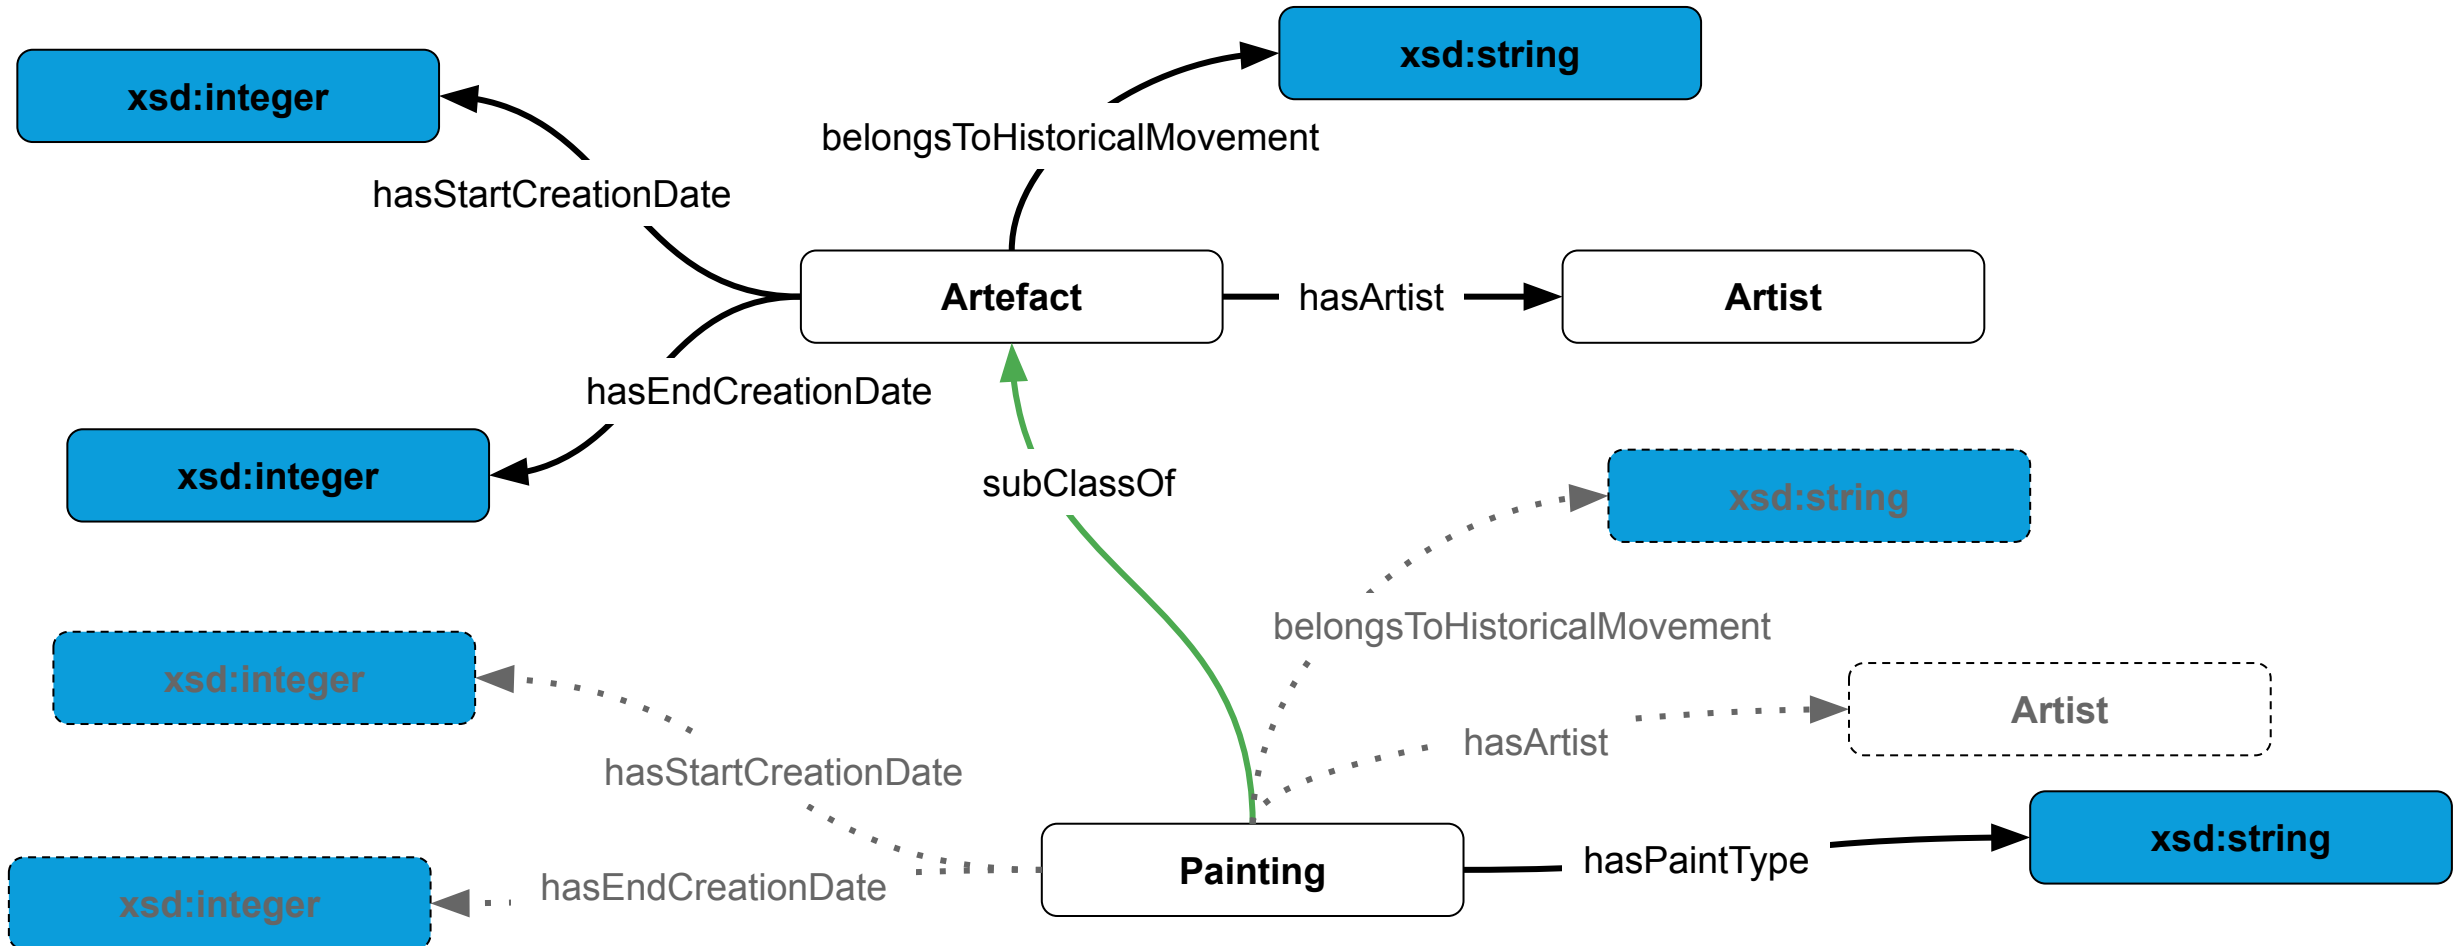 xsd:string
xsd:integer
belongsToHistoricalMovement
hasStartCreationDate
Artefact
hasArtist
Artist
hasEndCreationDate
xsd:integer
subClassOf
xsd:string
belongsToHistoricalMovement
xsd:integer
Artist
hasArtist
hasStartCreationDate
xsd:string
hasPaintType
Painting
hasEndCreationDate
xsd:integer